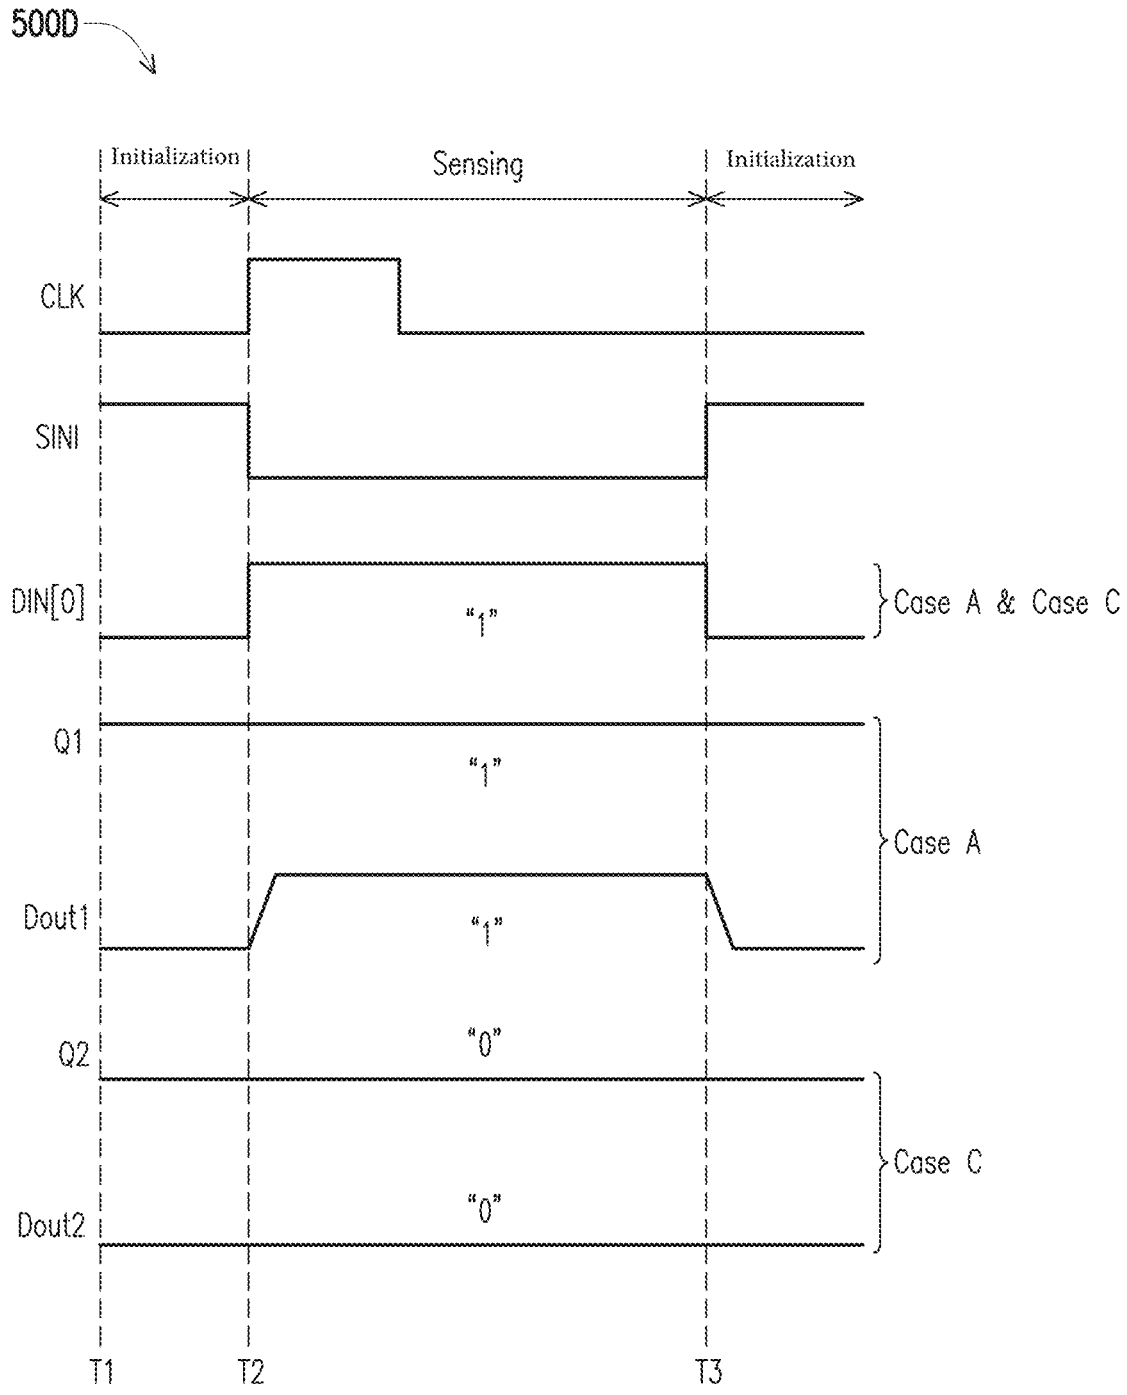 500D
Initialization
Sensing
Initialization
CLK
SINI
DIN[0]
"1"
Case A & Case C
Q1
"1"
Case A
Dout1
"1"
Q2
"0"
Case C
Dout2
"0"
T1
T2
T3